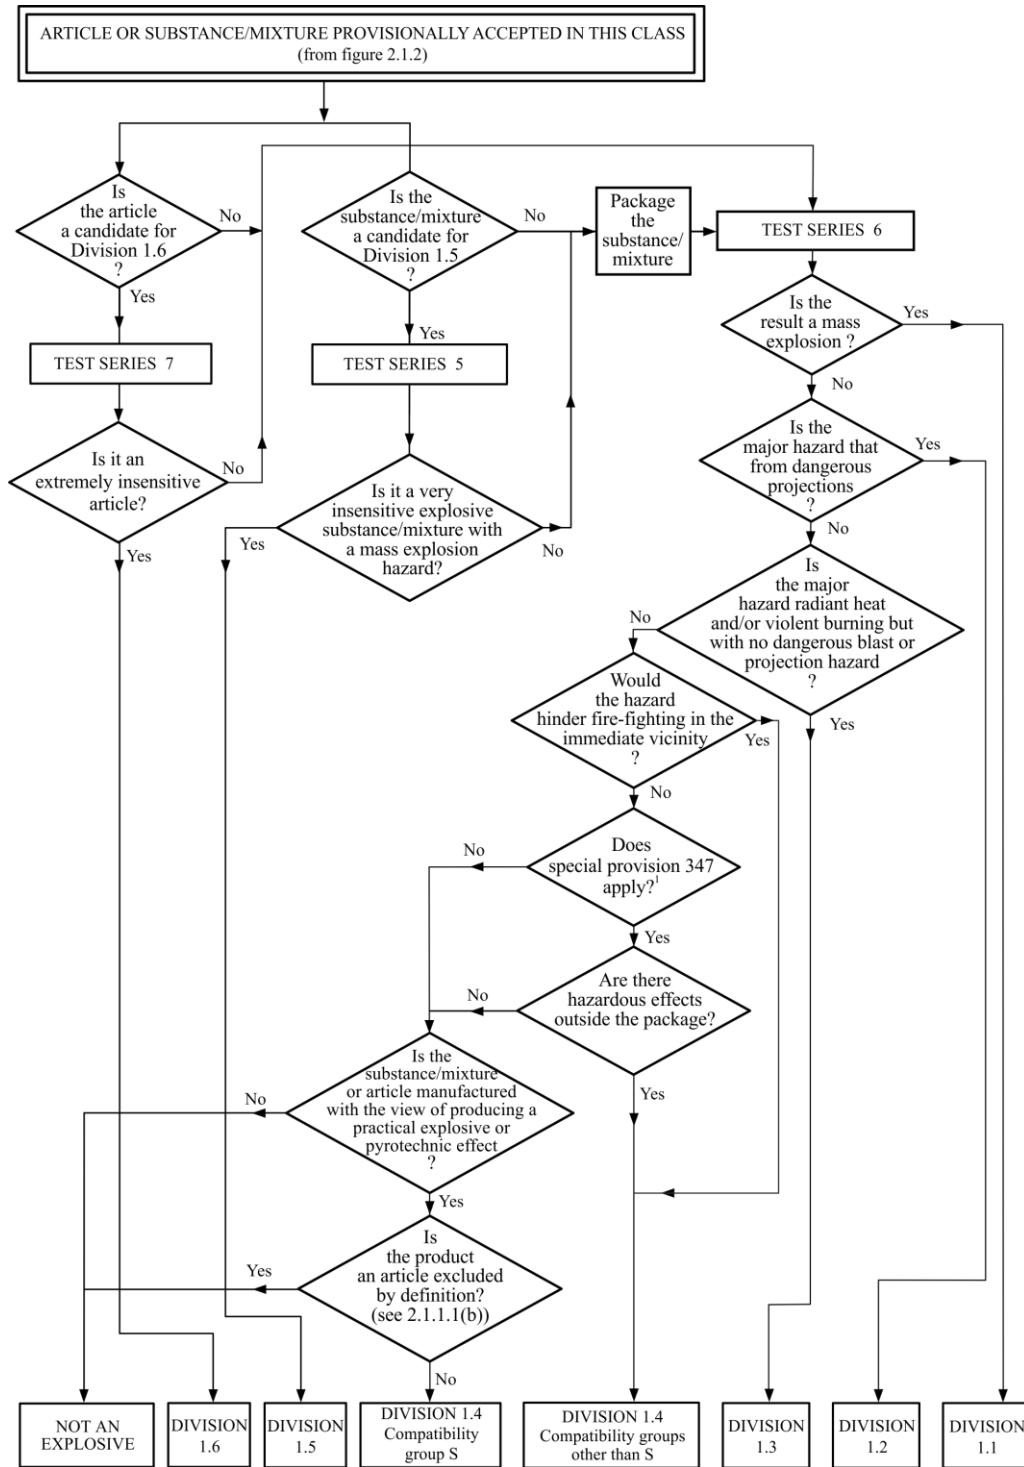 ARTICLE OR SUBSTANCE/MIXTURE PROVISIONALLY ACCEPTED IN THIS CLASS
(from figure 2.1.2)
Is
the article
a candidate for
Division 1.6
?
No
Yes
Is the
substance/mixture
a candidate for
Division 1.5
?
No
Yes
Package
the
substance/
mixture
TEST SERIES 6
TEST SERIES 7
TEST SERIES 5
Is the
result a mass
explosion ?
Yes
No
Is it an
extremely insensitive
article?
No
Yes
Is it a very
insensitive explosive
substance/mixture with
a mass explosion
hazard?
Yes
No
Is the
major hazard that
from dangerous
projections
?
Yes
No
Is
the major
hazard radiant heat
and/or violent burning but
with no dangerous blast or
projection hazard
?
No
Yes
Would
the hazard
hinder fire-fighting in the
immediate vicinity
?
Yes
No
Does
special provision 347
apply?1
No
Yes
Are there
hazardous effects
outside the package?
No
Yes
Is the
substance/mixture
or article manufactured
with the view of producing a
practical explosive or
pyrotechnic effect
?
No
Yes
Is
the product
an article excluded
by definition?
(see 2.1.1.1(b))
Yes
No
NOT AN
EXPLOSIVE
DIVISION
1.6
DIVISION
1.5
DIVISION 1.4
Compatibility
group S
DIVISION 1.4
Compatibility groups
other than S
DIVISION
1.3
DIVISION
1.2
DIVISION
1.1